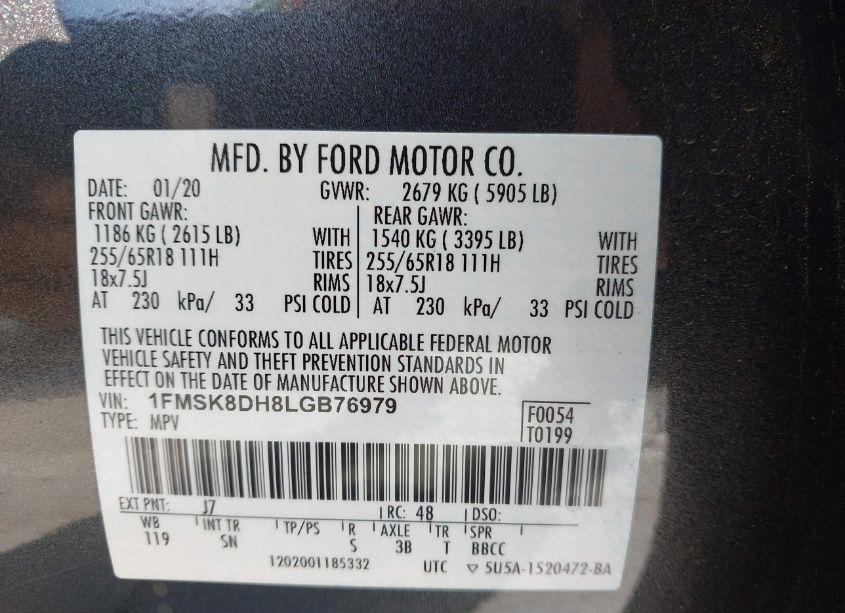 MFD. BY FORD MOTOR CO.
DATE: 01/20 GVWR: 2679 KG ( 5905 LB)
FRONT GAWR: REAR GAWR:
1186 KG ( 2615 LB) WITH 1540 KG ( 3395 LB) WITH
255/65R18 111H TIRES 255/65R18 111H TIRES
18x7.5J RIMS 18x7.5J RIMS
AT 230 kPa/ 33 PSI COLD AT 230 kPa/ 33 PSI COLD
THIS VEHICLE CONFORMS TO ALL APPLICABLE FEDERAL MOTOR
VEHICLE SAFETY AND THEFT PREVENTION STANDARDS IN
EFFECT ON THE DATE OF MANUFACTURE SHOWN ABOVE.
VIN: 1FMSK8DH8LGB76979 F0054
TYPE: MPV T0199
EXT PNT: J7 RC: 48 DSO:
WB INT TR TP/PS R AXLE TR SPR
119 SN S 3B T BBCC
1202001185332 UTC ▽ 5U5A-1520472-BA